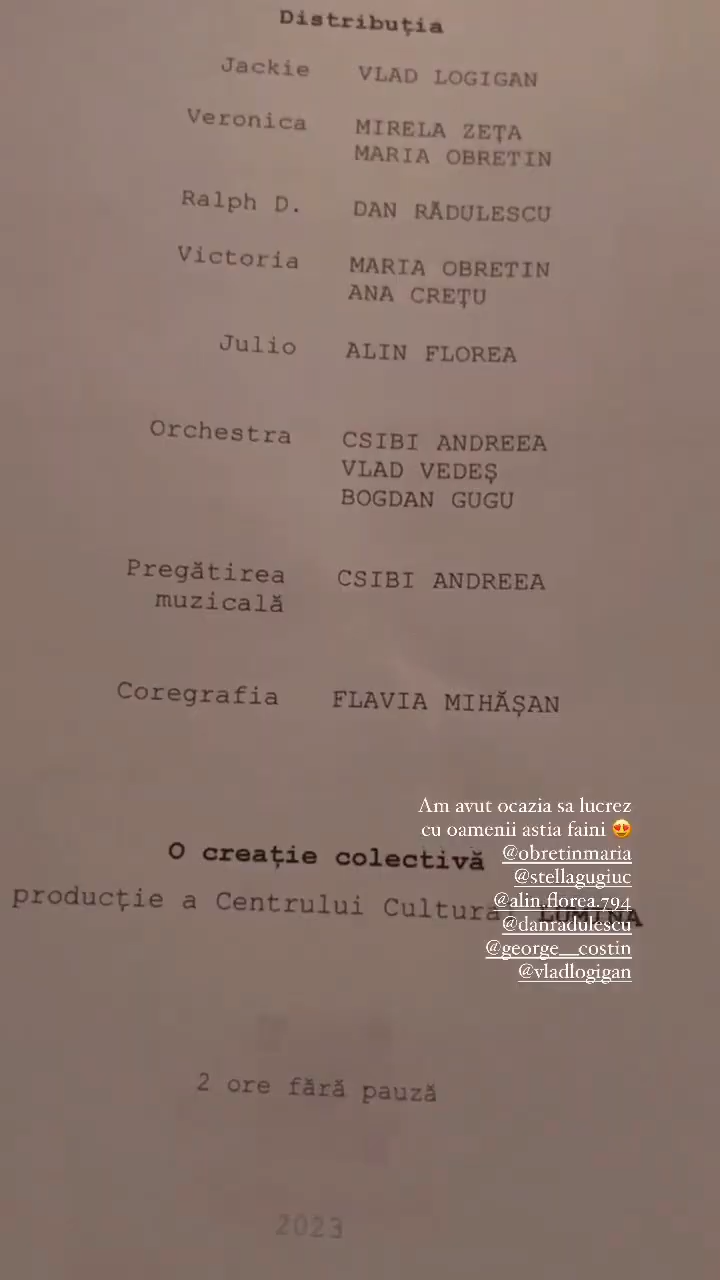 Distribuția
Jackie VLAD LOGIGAN
Veronica MIRELA ZEȚA
MARIA OBRETIN
Ralph D. DAN RĂDULESCU
Victoria MARIA OBRETIN
ANA CREȚU
Julio ALIN FLOREA
Orchestra CSIBI ANDREEA
VLAD VEDEȘ
BOGDAN GUGU
Pregătirea CSIBI ANDREEA
muzicală
Coregrafia FLAVIA MIHĂȘAN
Am avut ocazia sa lucrez
cu oamenii astia faini 😍
@obretinmaria
@stellagugiuc
@alin.florea.794
@danradulescu
@george__costin
@vladlogigan
O creație colectivă
producție a Centrului Cultural LUMINA
2 ore fără pauză
2023